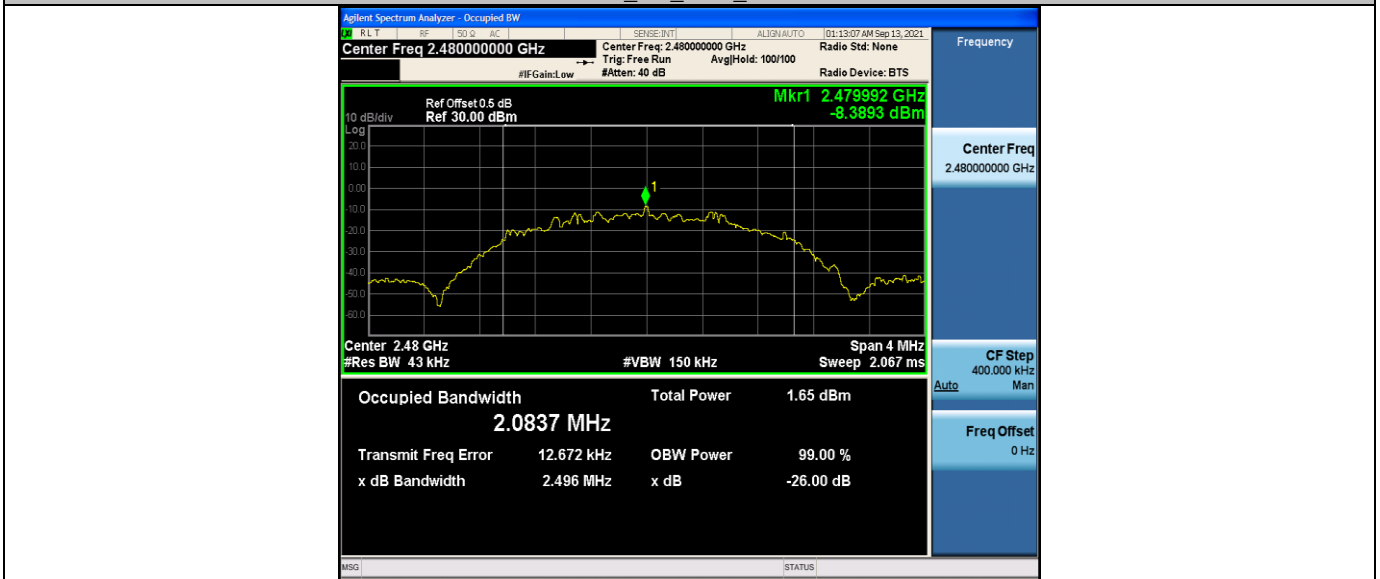 Agilent Spectrum Analyzer - Occupied BW
RLT RF 50 Ω AC SENSE:INT ALIGNAUTO 01:13:07 AM Sep 13, 2021
Center Freq 2.480000000 GHz
Center Freq: 2.480000000 GHz Radio Std: None
Trig: Free Run Avg|Hold: 100/100
#IFGain:Low #Atten: 40 dB Radio Device: BTS
Frequency
Mkr1 2.479992 GHz
-8.3893 dBm
Ref Offset 0.5 dB
10 dB/div Ref 30.00 dBm
Log
20.0
10.0
0.00
-10.0
-20.0
-30.0
-40.0
-50.0
-60.0
1
Center 2.48 GHz Span 4 MHz
#Res BW 43 kHz #VBW 150 kHz Sweep 2.067 ms
Occupied Bandwidth Total Power 1.65 dBm
2.0837 MHz
Transmit Freq Error 12.672 kHz OBW Power 99.00 %
x dB Bandwidth 2.496 MHz x dB -26.00 dB
Center Freq
2.480000000 GHz
CF Step
400.000 kHz
Auto Man
Freq Offset
0 Hz
MSG STATUS